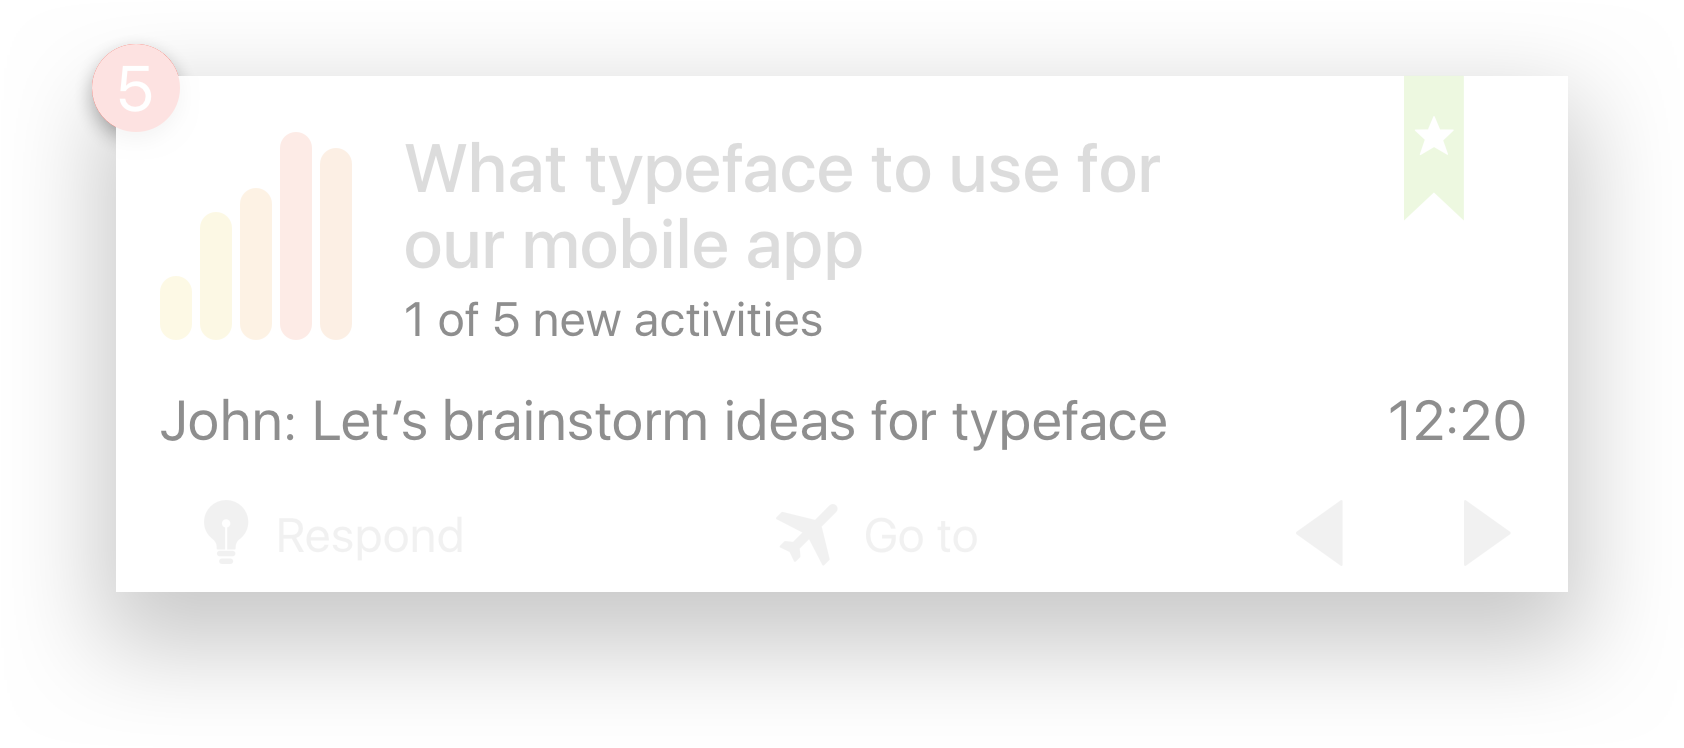 5
What typeface to use for
our mobile app
1 of 5 new activities
John: Let’s brainstorm ideas for typeface 12:20
Respond Go to